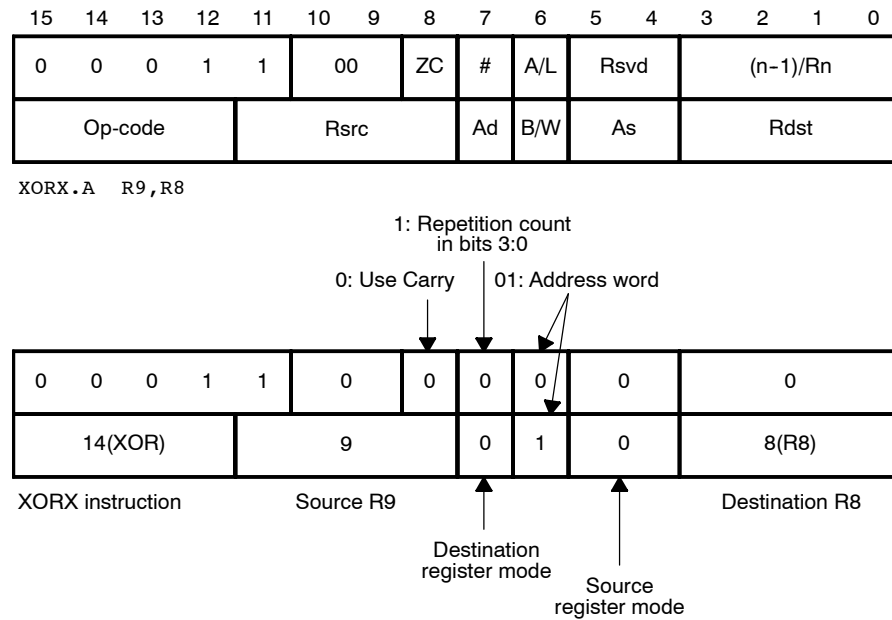 15 14 13 12 11 10 9 8 7 6 5 4 3 2 1 0
0 0 0 1 1 00 ZC # A/L Rsvd (n-1)/Rn
Op-code Rsrc Ad B/W As Rdst
XORX.A R9,R8
1: Repetition count
in bits 3:0
0: Use Carry 01: Address word
0 0 0 1 1 0 0 0 0 0 0
14(XOR) 9 0 1 0 8(R8)
XORX instruction Source R9 Destination R8
Destination
register mode
Source
register mode